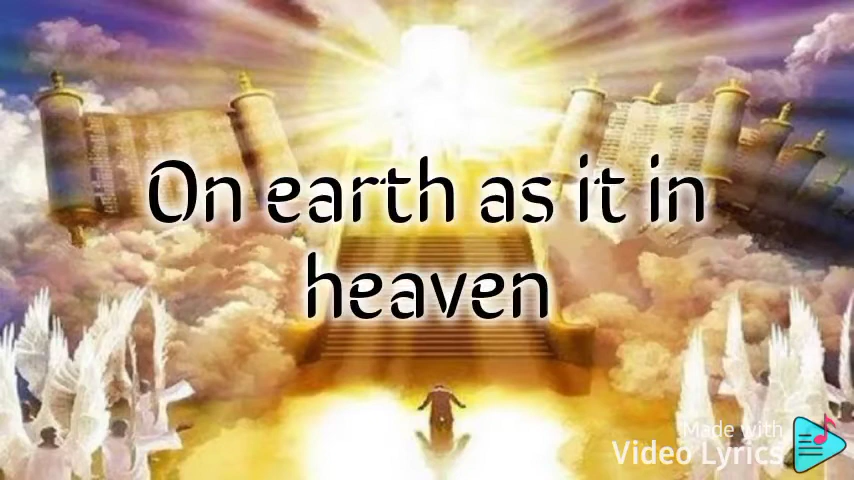 On earth as it in
heaven
Made with
Video Lyrics